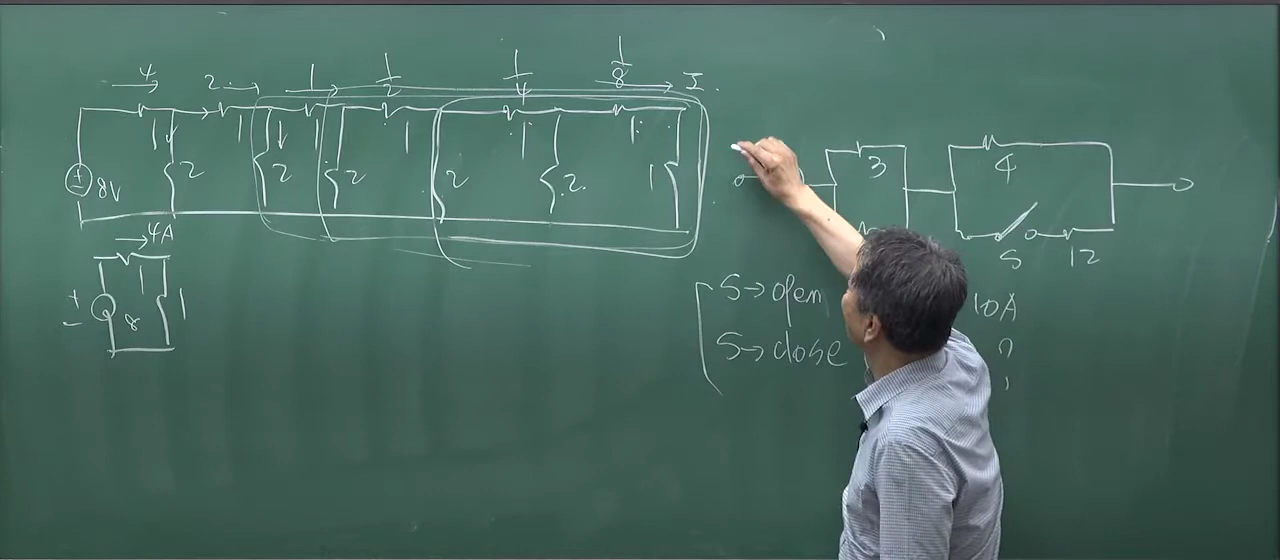 4 2 1 1/2 1/4 1/8 I.
1 1 1 1 1 1
8V 2 2 2 2 2 1
4A
+ 1
- 8 1
3 4
S 12
S→open 10A
S→close